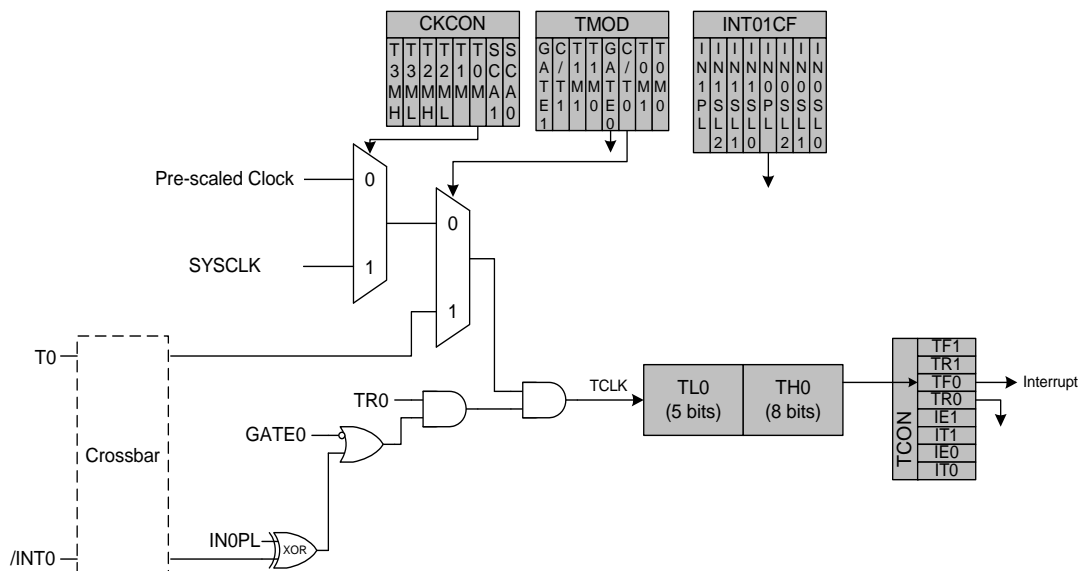 CKCON
T3MH
T3ML
T2MH
T2ML
T1M
T0M
SCA1
SCA0
TMOD
GATE1
C/T1
T1M1
T1M0
GATE0
C/T0
T0M1
T0M0
INT01CF
IN1PL
IN1SL2
IN1SL1
IN1SL0
IN0PL
IN0SL2
IN0SL1
IN0SL0
Pre-scaled Clock
0
SYSCLK
1
0
1
T0
Crossbar
/INT0
TR0
GATE0
IN0PL
XOR
TCLK
TL0
(5 bits)
TH0
(8 bits)
TCON
TF1
TR1
TF0
TR0
IE1
IT1
IE0
IT0
Interrupt